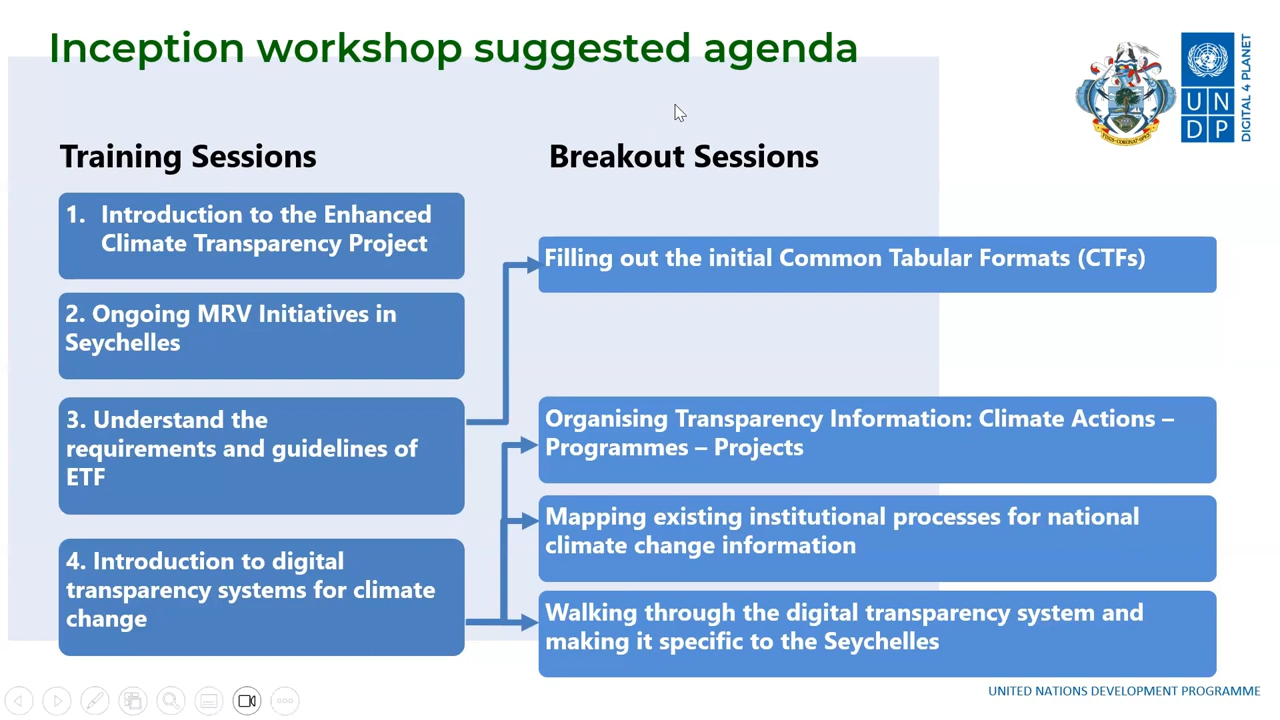 Inception workshop suggested agenda
UN
DP
DIGITAL 4 PLANET
Training Sessions
1. Introduction to the Enhanced
Climate Transparency Project
2. Ongoing MRV Initiatives in
Seychelles
3. Understand the
requirements and guidelines of
ETF
4. Introduction to digital
transparency systems for climate
change
Breakout Sessions
Filling out the initial Common Tabular Formats (CTFs)
Organising Transparency Information: Climate Actions –
Programmes – Projects
Mapping existing institutional processes for national
climate change information
Walking through the digital transparency system and
making it specific to the Seychelles
UNITED NATIONS DEVELOPMENT PROGRAMME